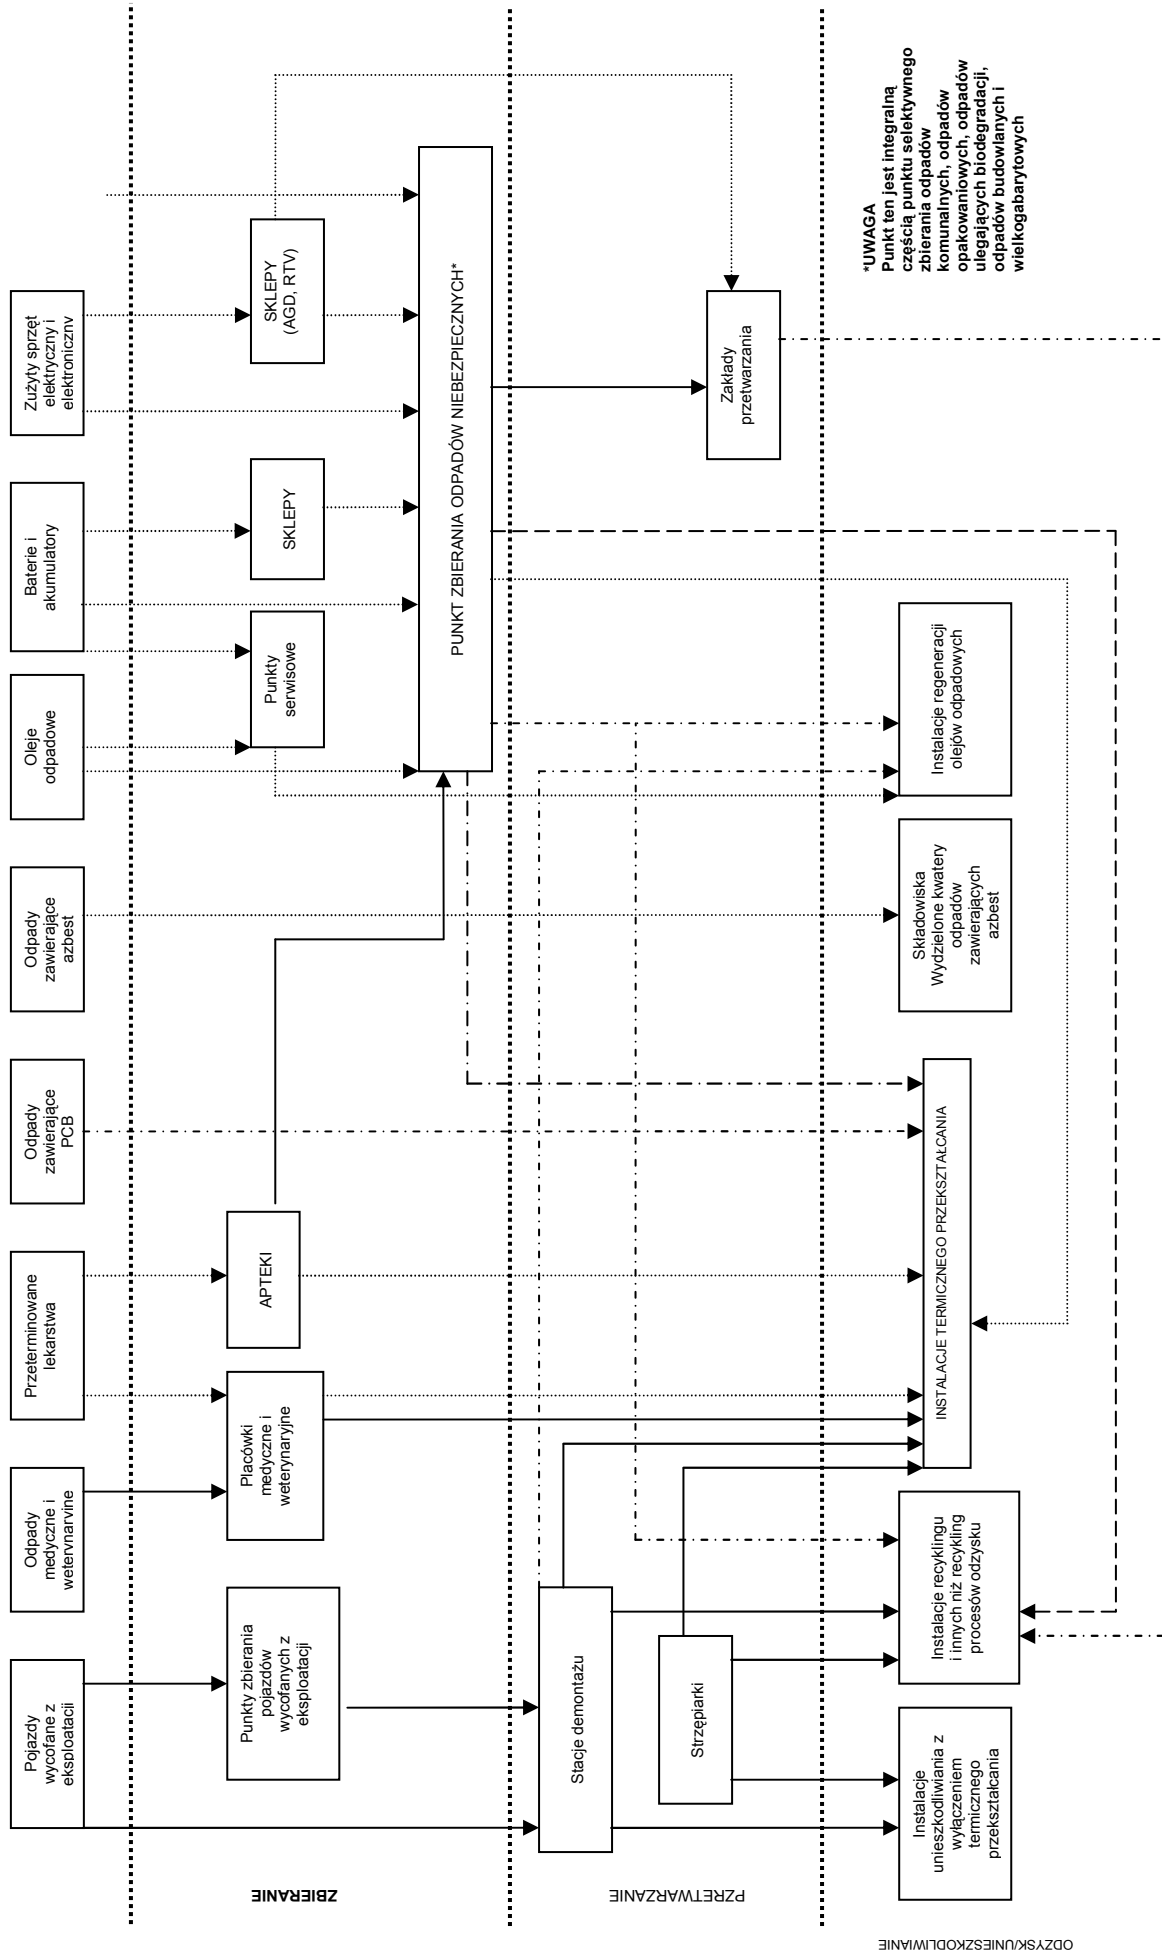 Pojazdy
wycofane z
eksploatacii
Odpady
medyczne i
wetervnarvine
Przeterminowane
lekarstwa
Odpady
zawierające
PCB
Odpady
zawierające
azbest
Oleje
odpadowe
Baterie i
akumulatory
Zużyty sprzęt
elektryczny i
elektronicznv
ZBIERANIE
Punkty zbierania
pojazdów
wycofanych z
eksploatacji
Placówki
medyczne i
weterynaryjne
APTEKI
Punkty
serwisowe
SKLEPY
SKLEPY
(AGD, RTV)
PUNKT ZBIERANIA ODPADÓW NIEBEZPIECZNYCH*
PZRETWARZANIE
Stacje demontażu
Strzępiarki
Zakłady
przetwarzania
ODZYSK/UNIESZKODLIWIANIE
Instalacje
unieszkodliwiania z
wyłączeniem
termicznego
przekształcania
Instalacje recyklingu
i innych niż recykling
procesów odzysku
INSTALACJE TERMICZNEGO PRZEKSZTAŁCANIA
Składowiska
Wydzielone kwatery
odpadów
zawierających
azbest
Instalacje regeneracji
olejów odpadowych
*UWAGA
Punkt ten jest integralną
częścią punktu selektywnego
zbierania odpadów
komunalnych, odpadów
opakowaniowych, odpadów
ulegających biodegradacji,
odpadów budowlanych i
wielkogabarytowych